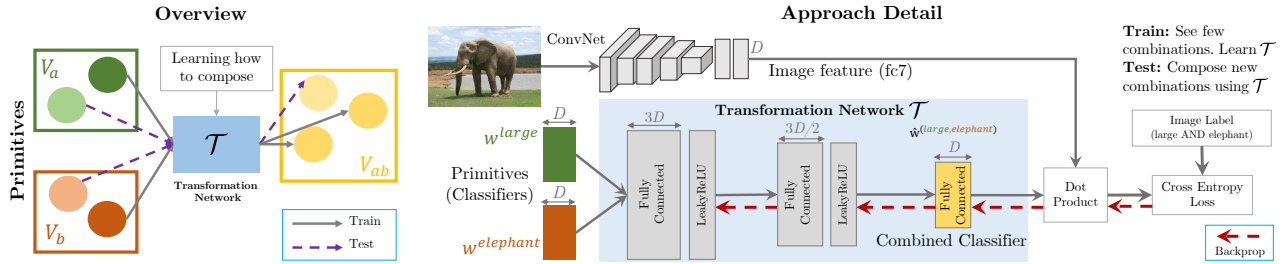 Overview
Primitives
V_a
V_b
Learning how
to compose
𝒯
Transformation
Network
V_ab
Train
Test
Approach Detail
ConvNet
D
Image feature (fc7)
Train: See few
combinations. Learn 𝒯
Test: Compose new
combinations using 𝒯
D
w^large
Primitives
(Classifiers)
D
w^elephant
Transformation Network 𝒯
3D
Fully
Connected
LeakyReLU
3D/2
Fully
Connected
LeakyReLU
ŵ^(large,elephant)
D
Fully
Connected
Combined Classifier
Dot
Product
Image Label
(large AND elephant)
Cross Entropy
Loss
Backprop